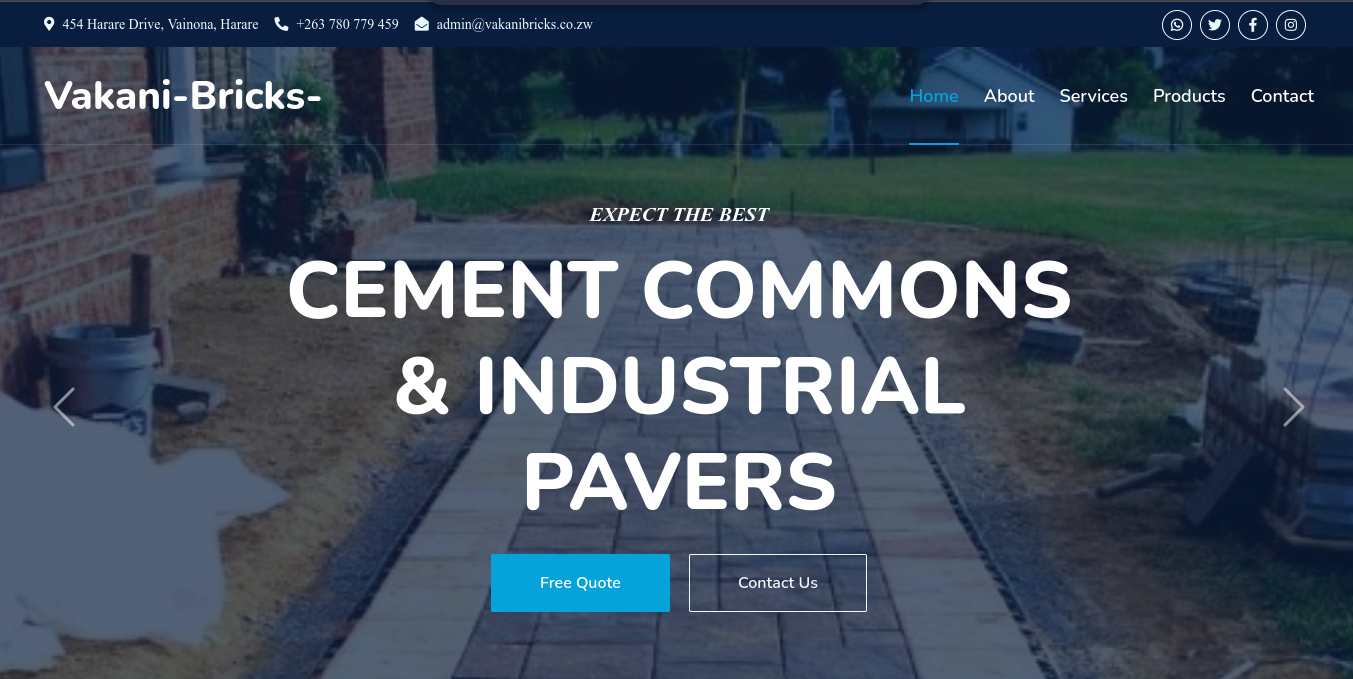 454 Harare Drive, Vainona, Harare +263 780 779 459 admin@vakanibricks.co.zw
Vakani-Bricks-
Home About Services Products Contact
EXPECT THE BEST
CEMENT COMMONS
& INDUSTRIAL
PAVERS
Free Quote Contact Us